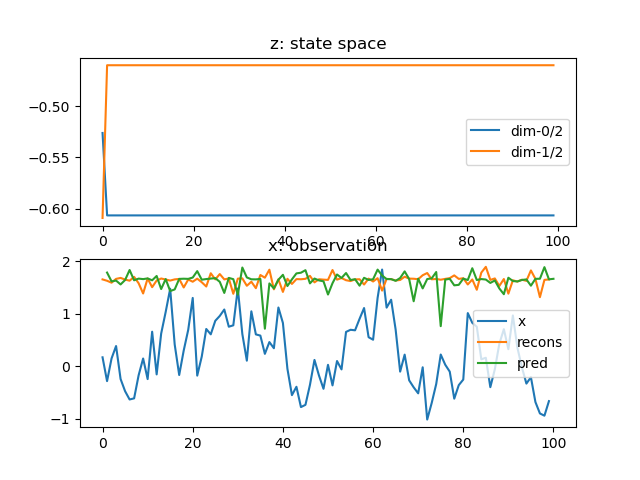 z: state space
−0.50
−0.55
−0.60
dim-0/2
dim-1/2
0 20 40 60 80 100
x: observation
2
1
0
−1
x
recons
pred
0 20 40 60 80 100